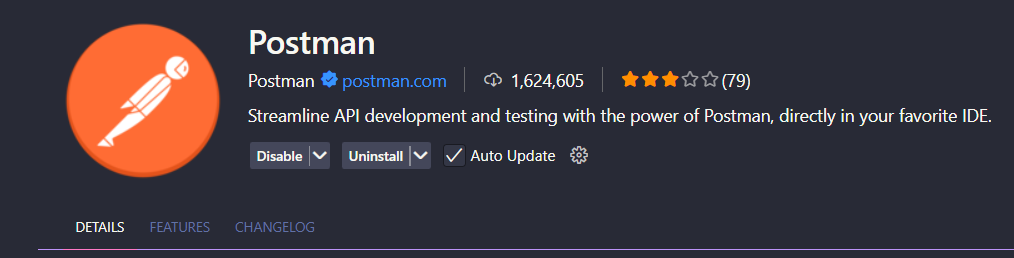 Postman
Postman postman.com 1,624,605 (79)
Streamline API development and testing with the power of Postman, directly in your favorite IDE.
Disable Uninstall Auto Update
DETAILS FEATURES CHANGELOG